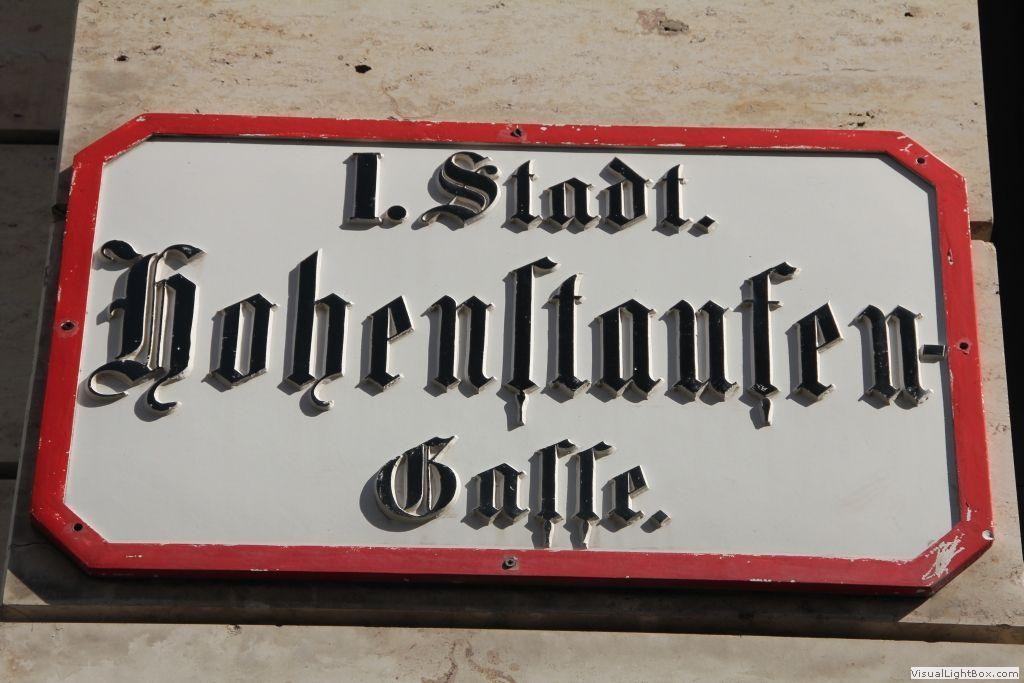 I. Stadt.
Hohenſtaufen-
Gaſſe.
VisualLightBox.com